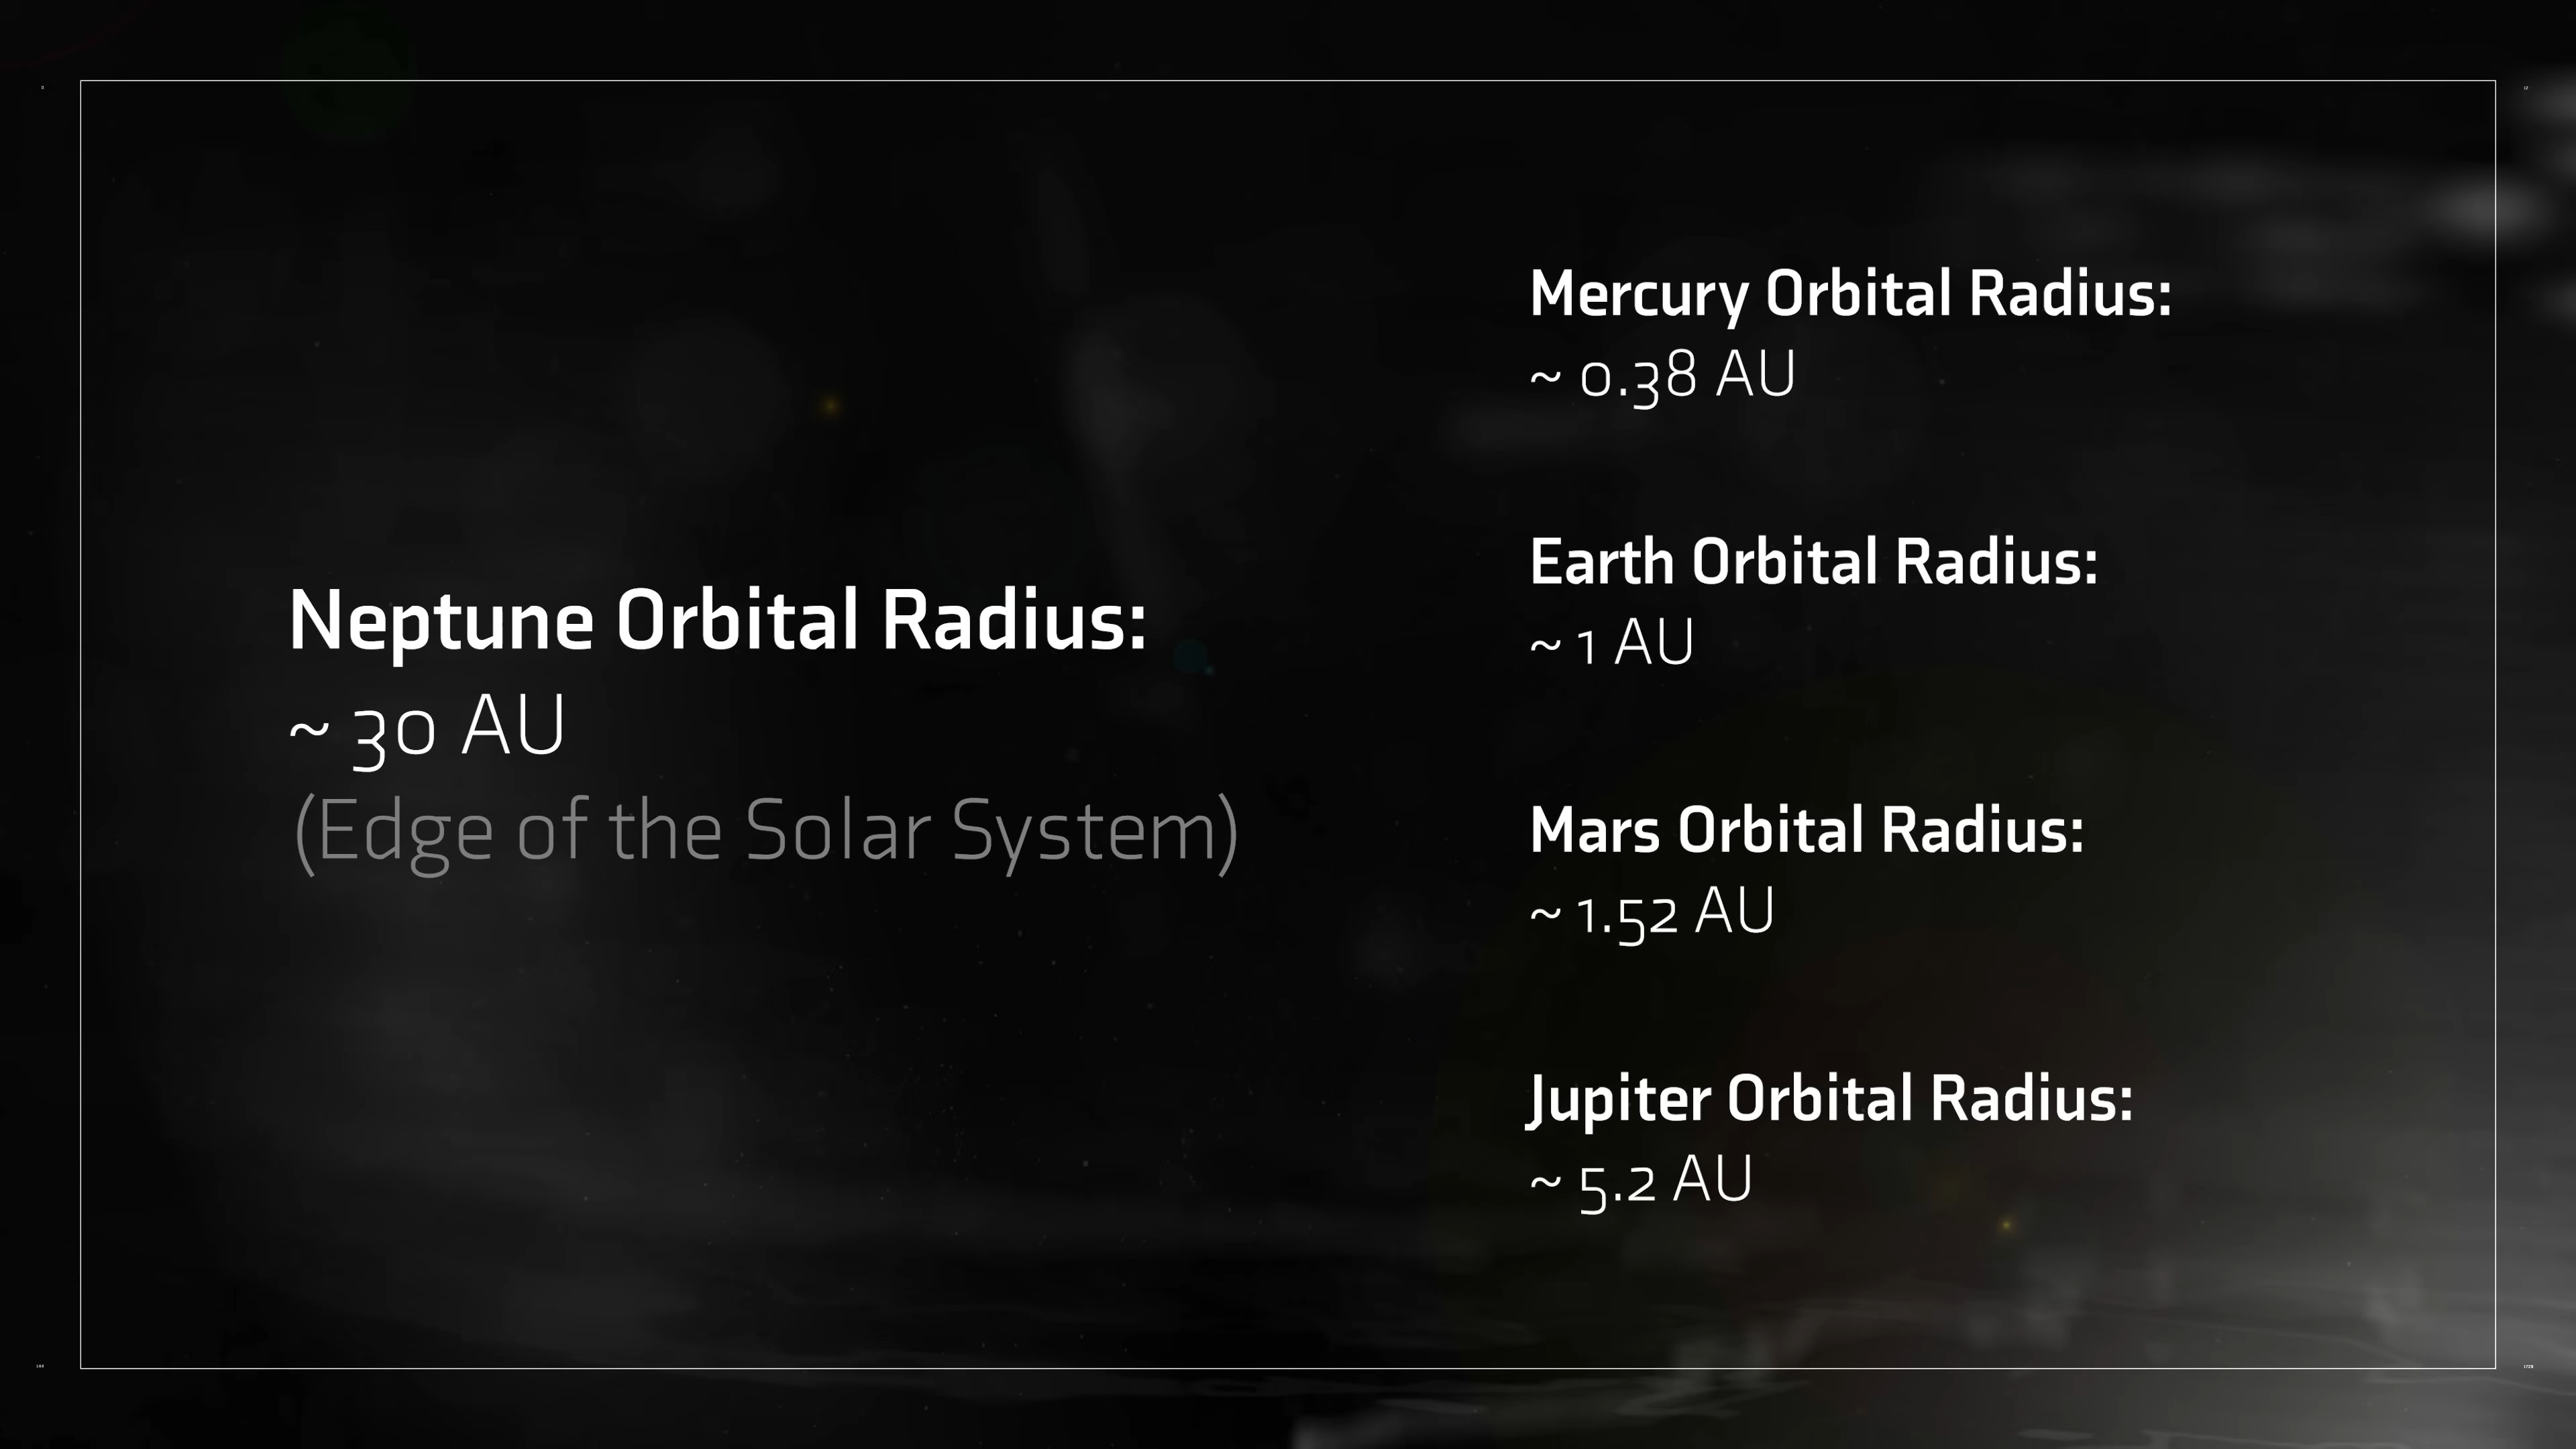 Neptune Orbital Radius:
~ 30 AU
(Edge of the Solar System)
Mercury Orbital Radius:
~ 0.38 AU
Earth Orbital Radius:
~ 1 AU
Mars Orbital Radius:
~ 1.52 AU
Jupiter Orbital Radius:
~ 5.2 AU